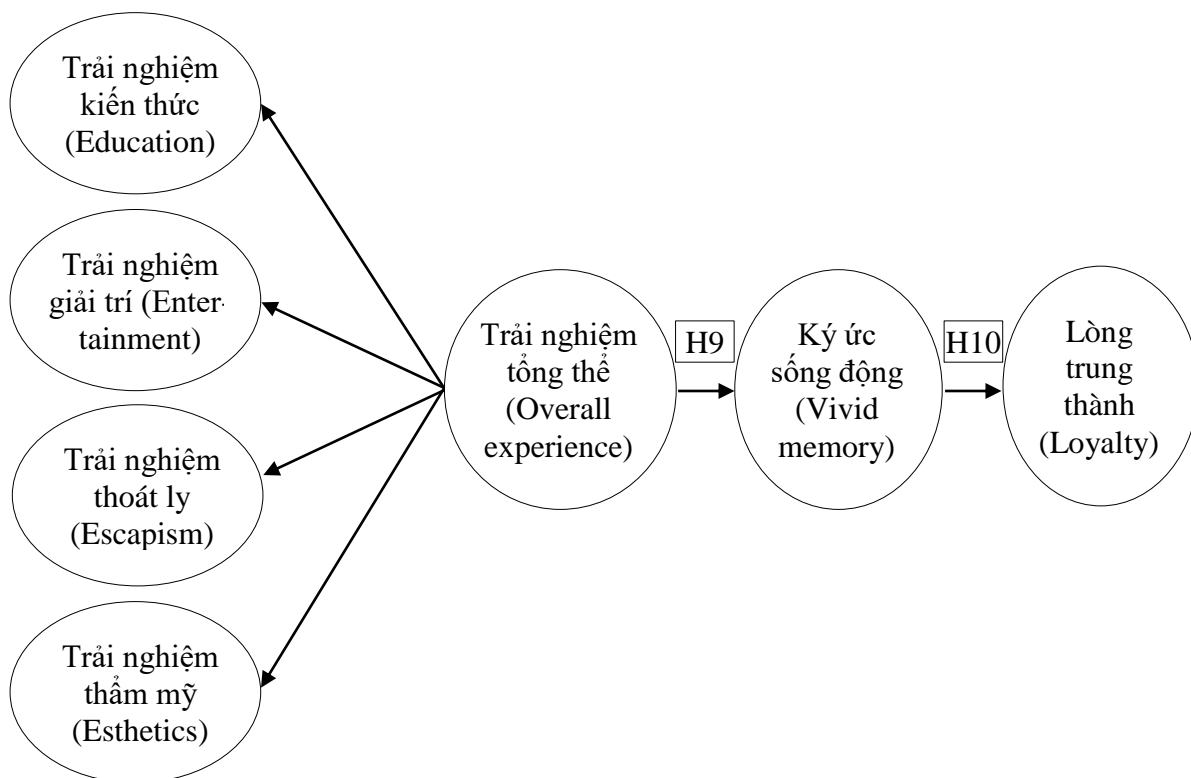 Trải nghiệm
kiến thức
(Education)
Trải nghiệm
giải trí (Enter-
tainment)
Trải nghiệm
thoát ly
(Escapism)
Trải nghiệm
thẩm mỹ
(Esthetics)
Trải nghiệm
tổng thể
(Overall
experience)
H9
Ký ức
sống động
(Vivid
memory)
H10
Lòng
trung
thành
(Loyalty)